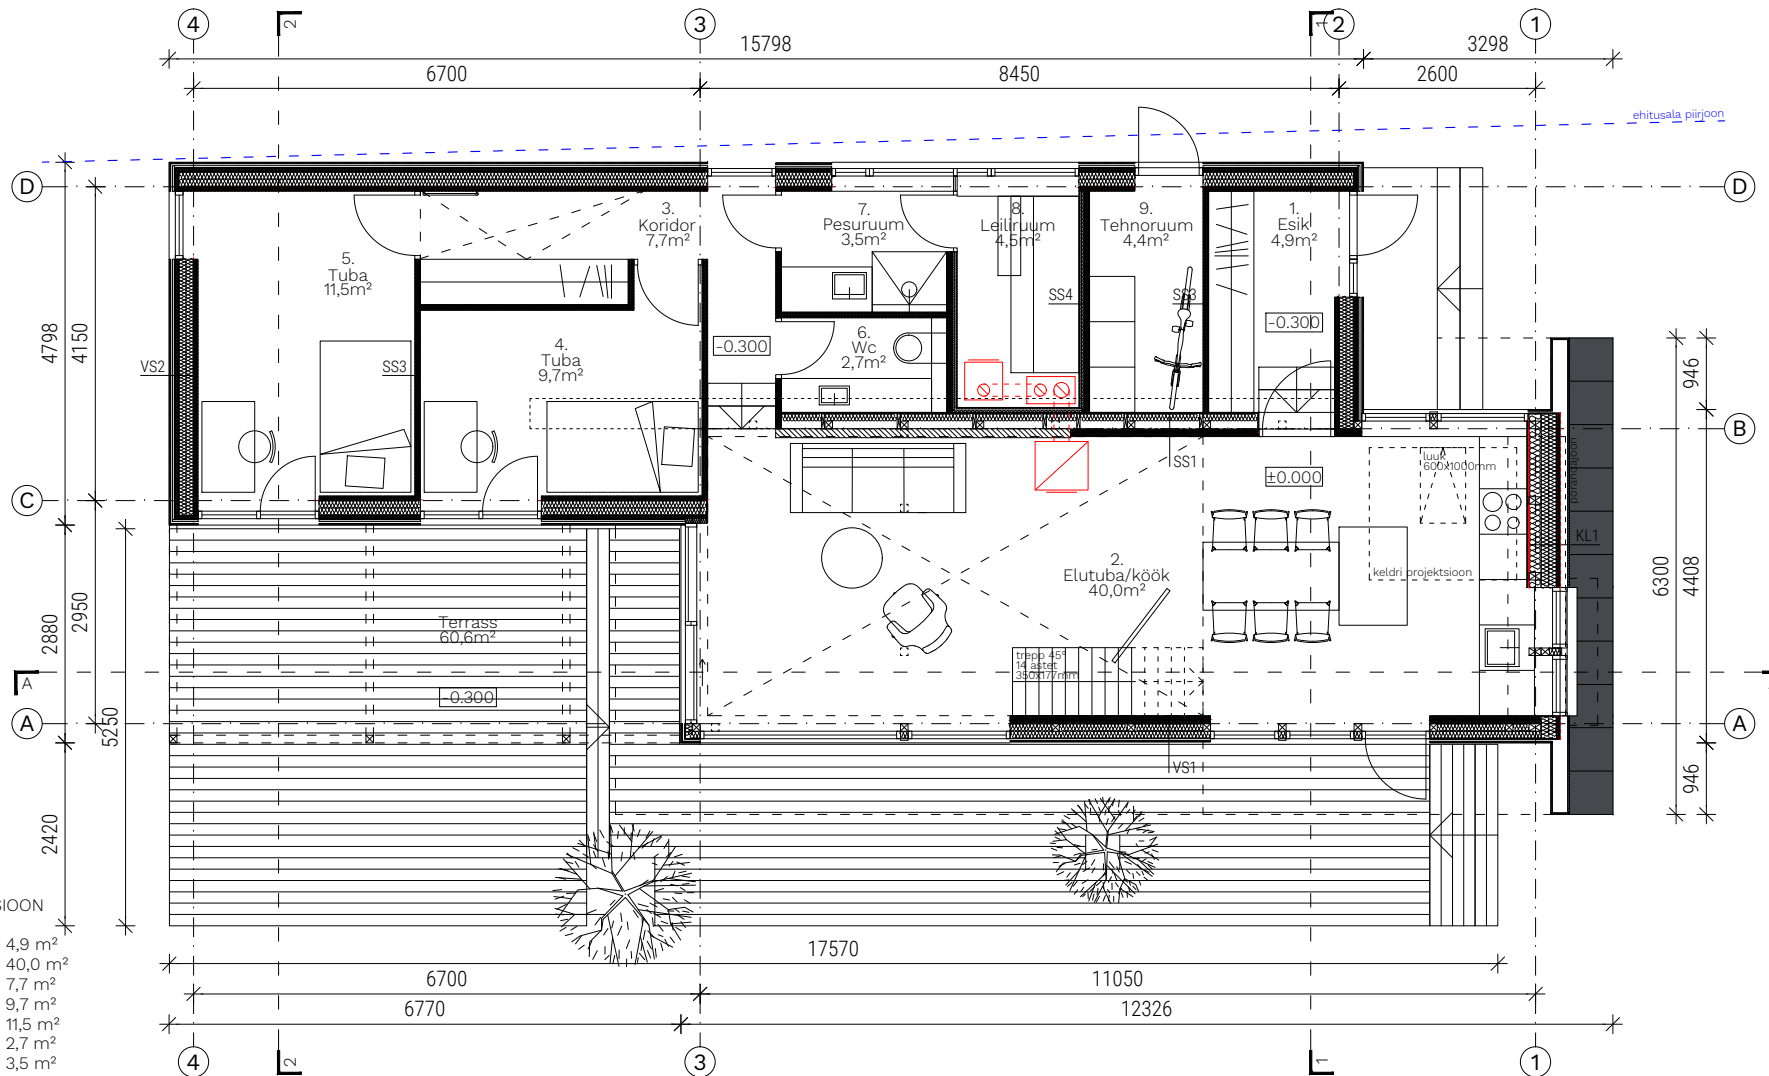 4
2
3
1
2
1
15798
3298
6700
8450
2600
ehitusala piirjoon
D
D
3.
Koridor
7,7m²
7.
Pesuruum
3,5m²
8.
Leiliruum
4,5m²
9.
Tehnoruum
4,4m²
1.
Esik
4,9m²
5.
Tuba
11,5m²
SS4
SS3
-0.300
4798
4150
VS2
SS3
4.
Tuba
9,7m²
-0.300
6.
Wc
2,7m²
946
B
B
SS1
±0.000
luuk
600x1000mm
põrandajoon
C
C
KL1
2.
Elutuba/köök
40,0m²
keldri projektsioon
6300
4408
2880
2950
Terrass
60,6m²
trepp 45°
14 astet
350x177mm
A
-0.300
A
A
5250
VS1
946
2420
SIOON
4,9 m²
40,0 m²
7,7 m²
9,7 m²
11,5 m²
2,7 m²
3,5 m²
17570
6700
11050
6770
12326
4
2
3
1
1